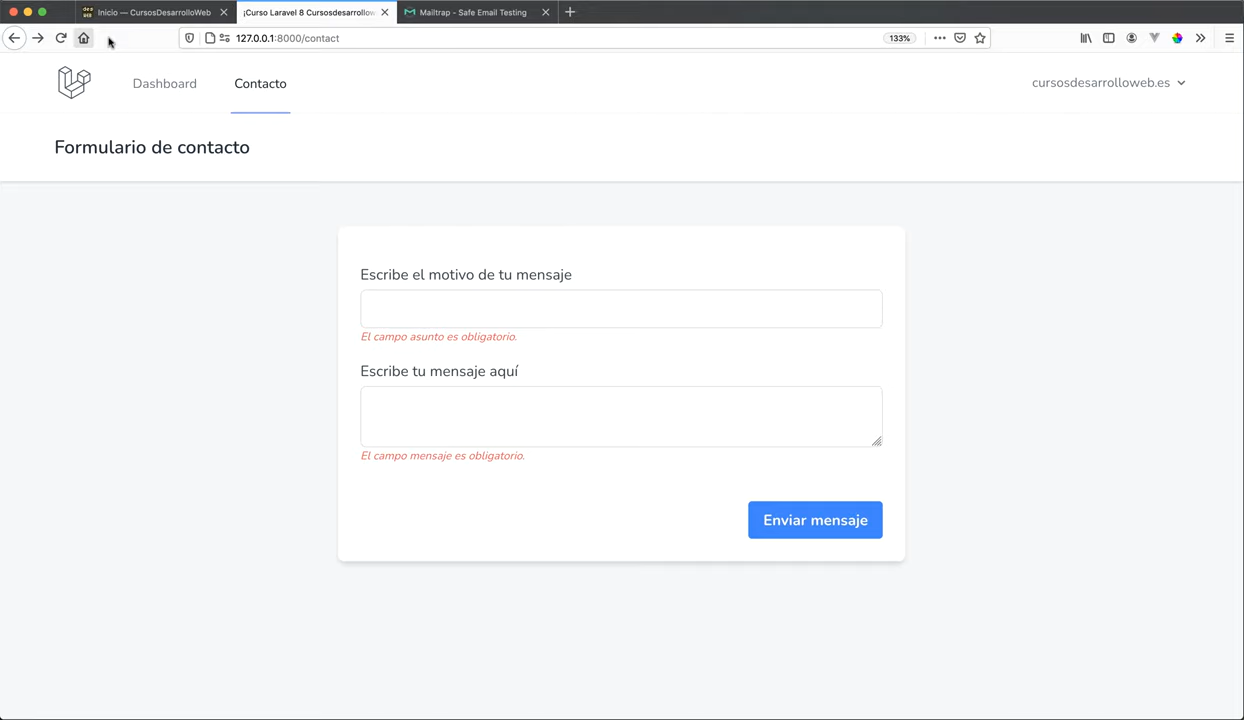 Inicio — CursosDesarrolloWeb
¡Curso Laravel 8 Cursosdesarrollow
Mailtrap - Safe Email Testing
127.0.0.1:8000/contact
133%
Dashboard
Contacto
cursosdesarrolloweb.es
Formulario de contacto
Escribe el motivo de tu mensaje
El campo asunto es obligatorio.
Escribe tu mensaje aquí
El campo mensaje es obligatorio.
Enviar mensaje